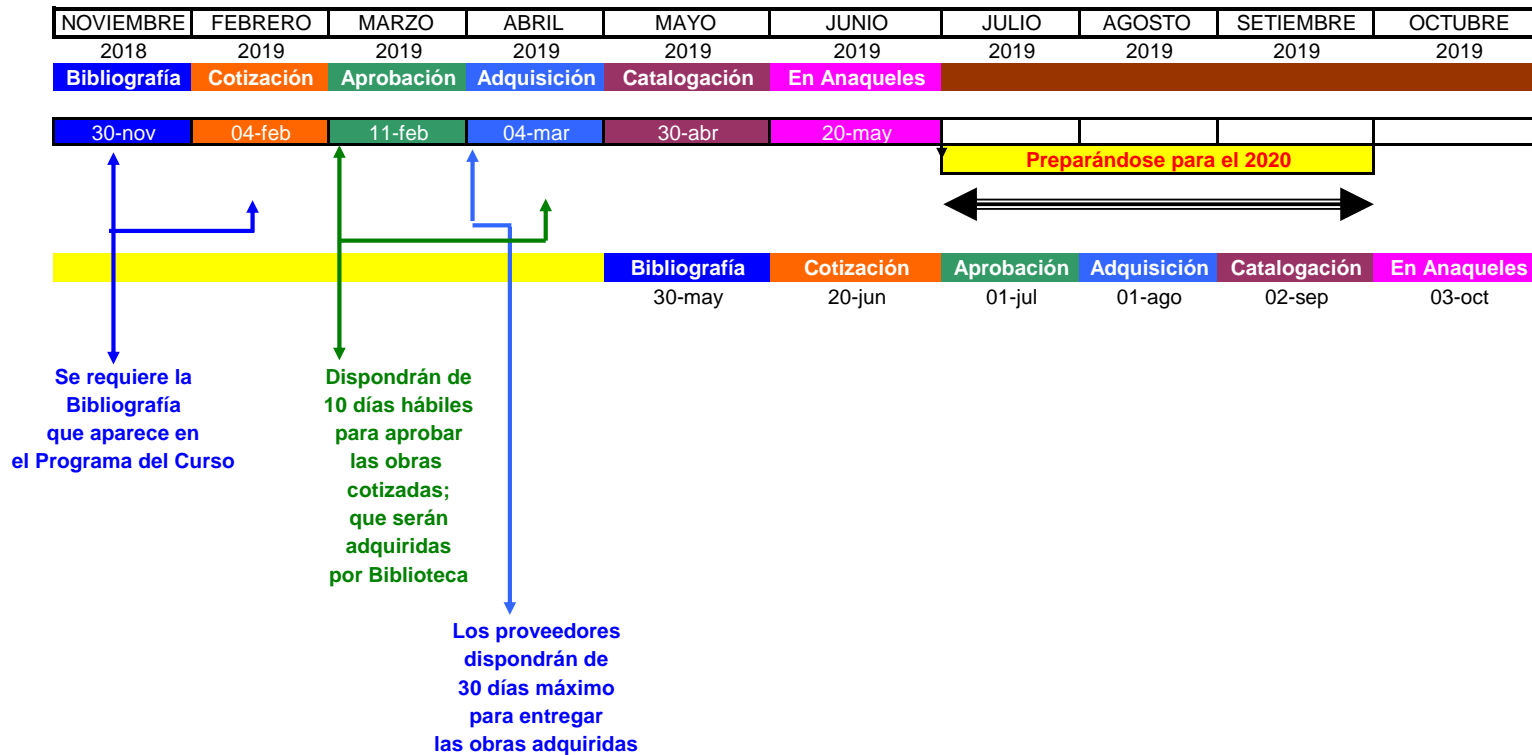 NOVIEMBRE FEBRERO MARZO ABRIL MAYO JUNIO JULIO AGOSTO SETIEMBRE OCTUBRE
2018 2019 2019 2019 2019 2019 2019 2019 2019 2019
Bibliografía Cotización Aprobación Adquisición Catalogación En Anaqueles
30-nov 04-feb 11-feb 04-mar 30-abr 20-may
Preparándose para el 2020
Bibliografía Cotización Aprobación Adquisición Catalogación En Anaqueles
30-may 20-jun 01-jul 01-ago 02-sep 03-oct
Se requiere la
Bibliografía
que aparece en
el Programa del Curso
Dispondrán de
10 días hábiles
para aprobar
las obras
cotizadas;
que serán
adquiridas
por Biblioteca
Los proveedores
dispondrán de
30 días máximo
para entregar
las obras adquiridas